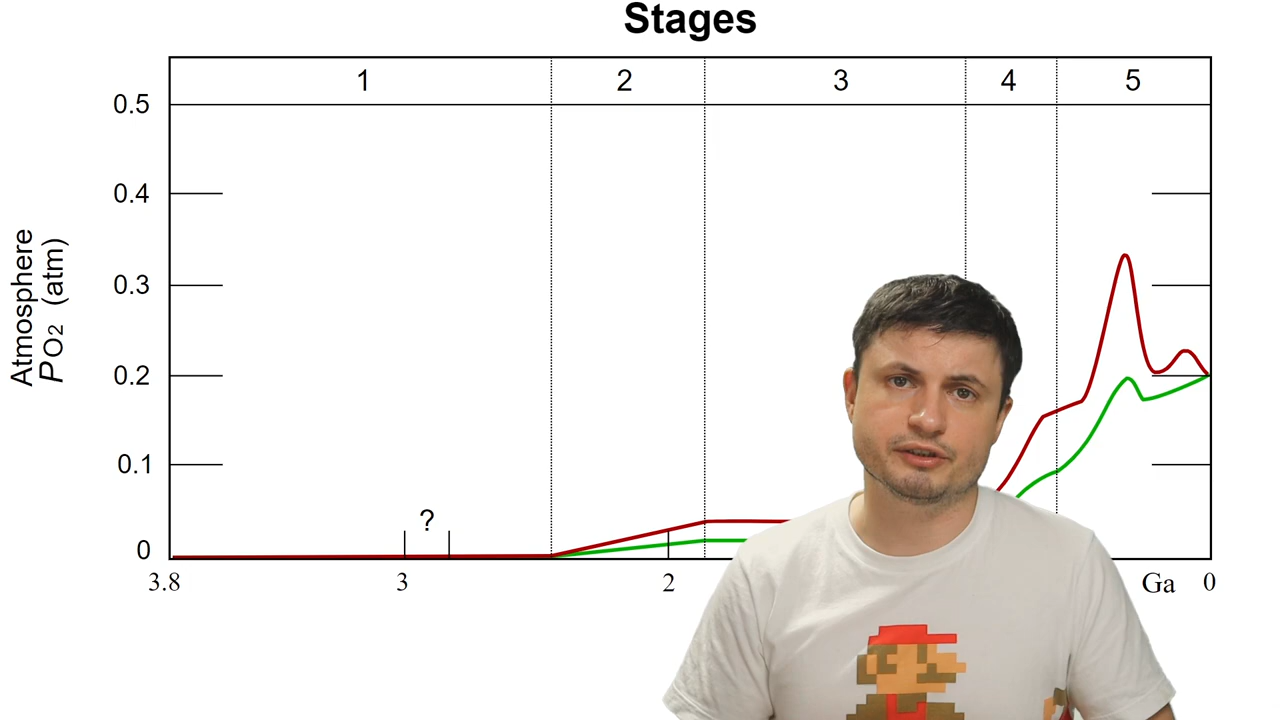 Stages
1 2 3 4 5
0.5
0.4
0.3
0.2
0.1
0
Atmosphere
PO2 (atm)
?
3.8 3 2 Ga 0